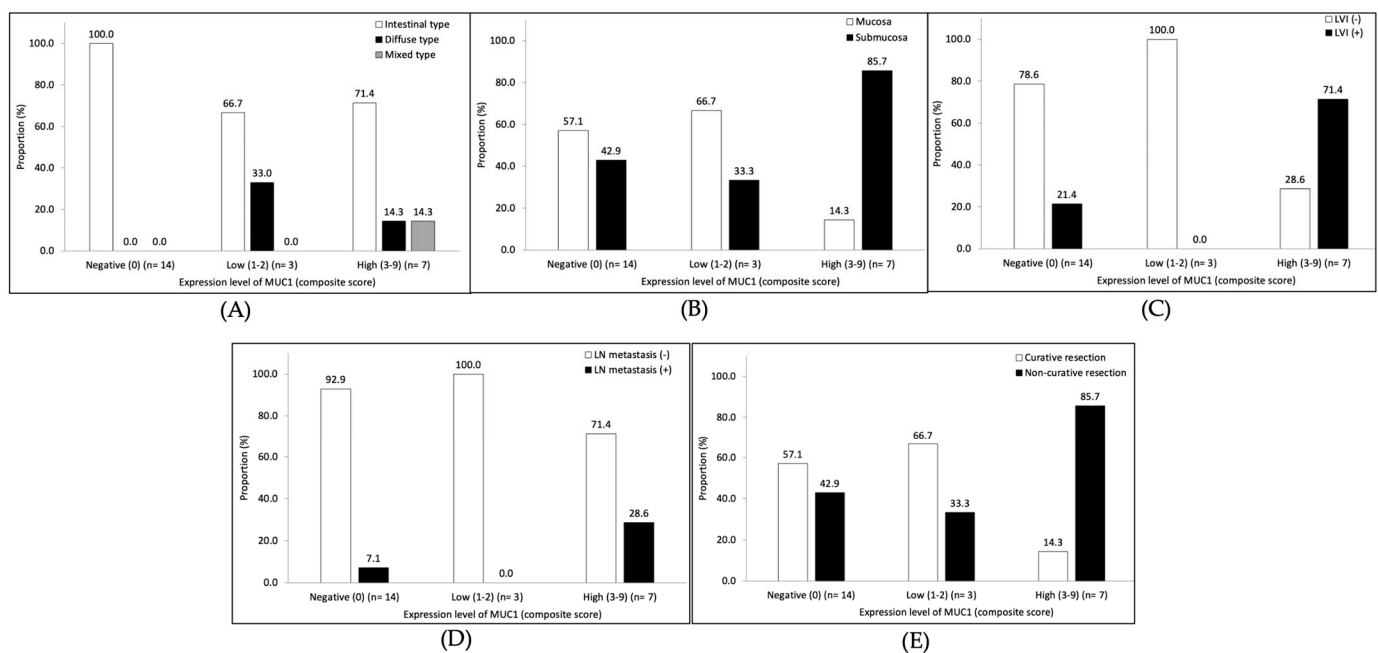 Intestinal type
Diffuse type
Mixed type
Proportion (%)
100.0
80.0
60.0
40.0
20.0
0.0
100.0
0.0 0.0
66.7
33.0
0.0
71.4
14.3 14.3
Negative (0) (n= 14) Low (1-2) (n= 3) High (3-9) (n= 7)
Expression level of MUC1 (composite score)
(A)
Mucosa
Submucosa
Proportion (%)
100.0
80.0
60.0
40.0
20.0
0.0
57.1
42.9
66.7
33.3
14.3
85.7
Negative (0) (n= 14) Low (1-2) (n= 3) High (3-9) (n= 7)
Expression level of MUC1 (composite score)
(B)
LVI (-)
LVI (+)
Proportion (%)
100.0
80.0
60.0
40.0
20.0
0.0
78.6
21.4
100.0
0.0
28.6
71.4
Negative (0) (n= 14) Low (1-2) (n= 3) High (3-9) (n= 7)
Expression level of MUC1 (composite score)
(C)
LN metastasis (-)
LN metastasis (+)
Proportion (%)
100.0
80.0
60.0
40.0
20.0
0.0
92.9
7.1
100.0
0.0
71.4
28.6
Negative (0) (n= 14) Low (1-2) (n= 3) High (3-9) (n= 7)
Expression level of MUC1 (composite score)
(D)
Curative resection
Non-curative resection
Proportion (%)
100.0
80.0
60.0
40.0
20.0
0.0
57.1
42.9
66.7
33.3
14.3
85.7
Negative (0) (n= 14) Low (1-2) (n= 3) High (3-9) (n= 7)
Expression level of MUC1 (composite score)
(E)